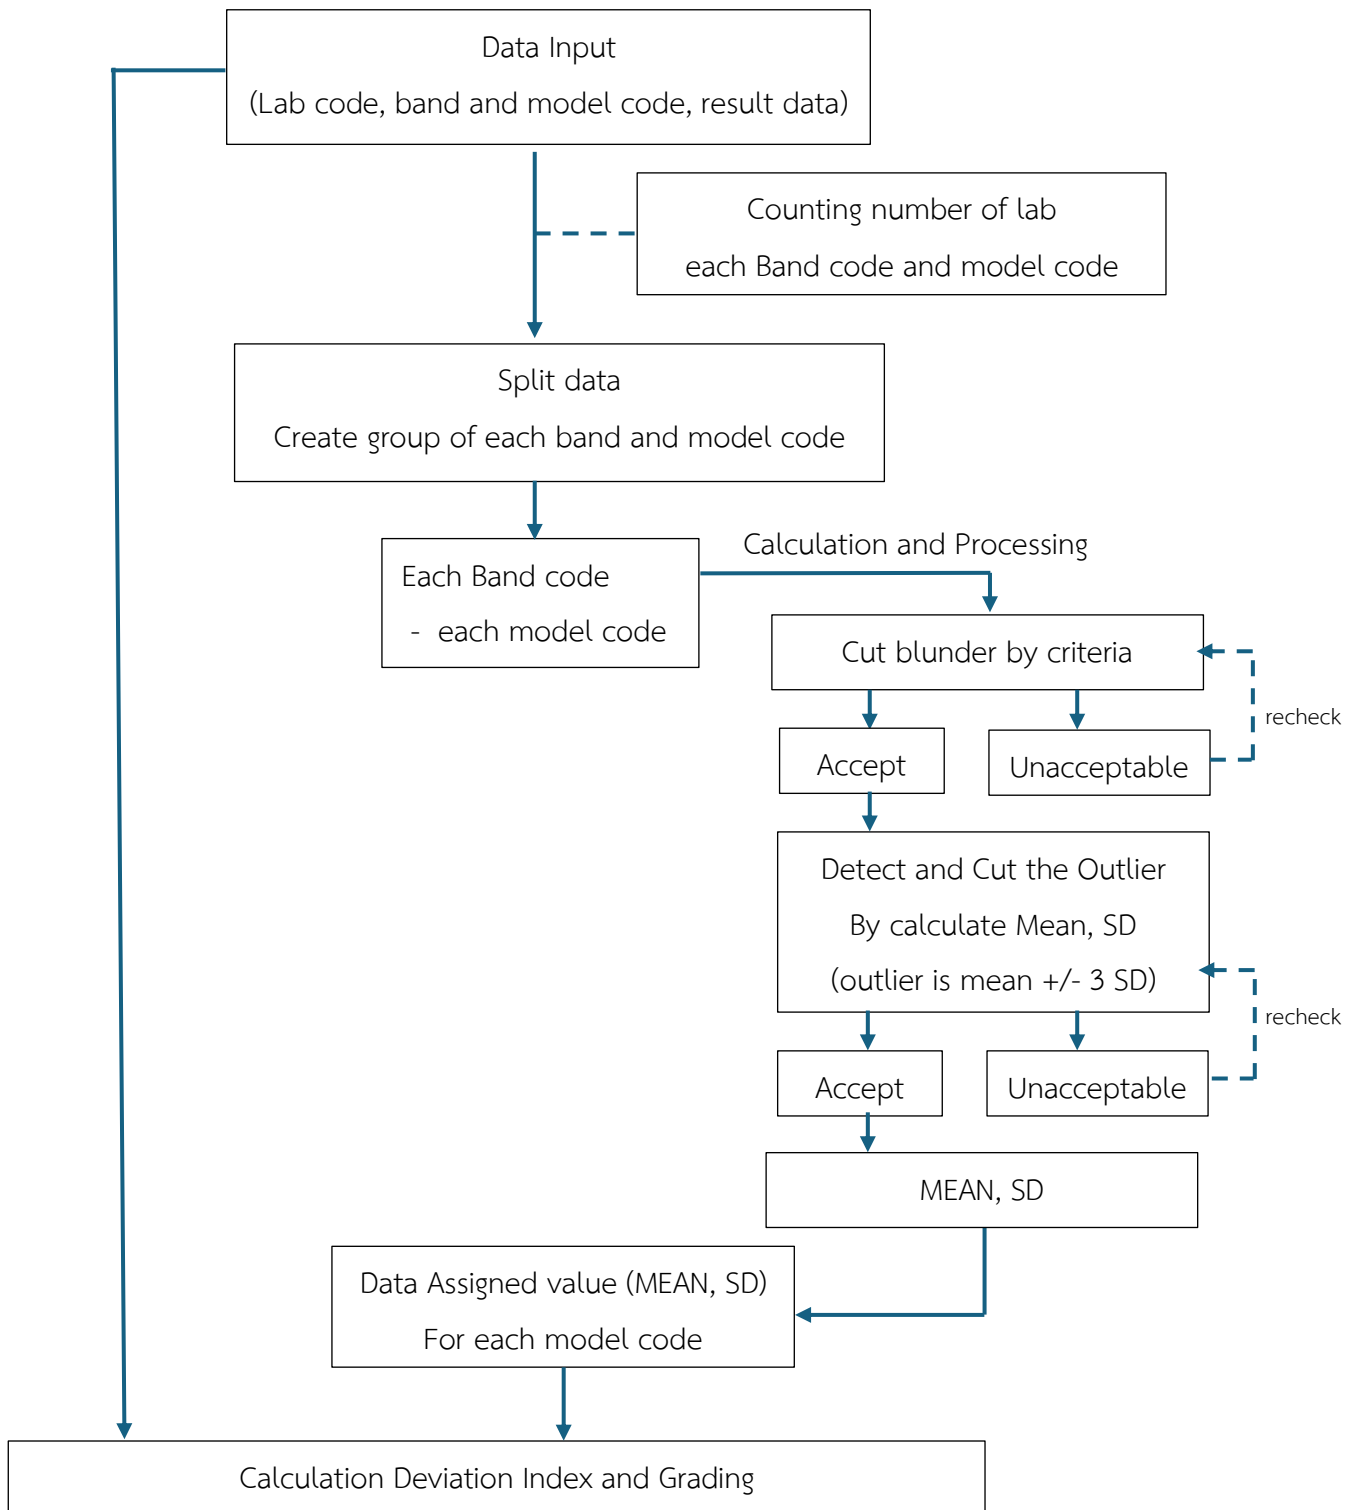 Data Input
(Lab code, band and model code, result data)
Counting number of lab
each Band code and model code
Split data
Create group of each band and model code
Calculation and Processing
Each Band code
- each model code
Cut blunder by criteria
recheck
Accept
Unacceptable
Detect and Cut the Outlier
By calculate Mean, SD
(outlier is mean +/- 3 SD)
recheck
Accept
Unacceptable
MEAN, SD
Data Assigned value (MEAN, SD)
For each model code
Calculation Deviation Index and Grading